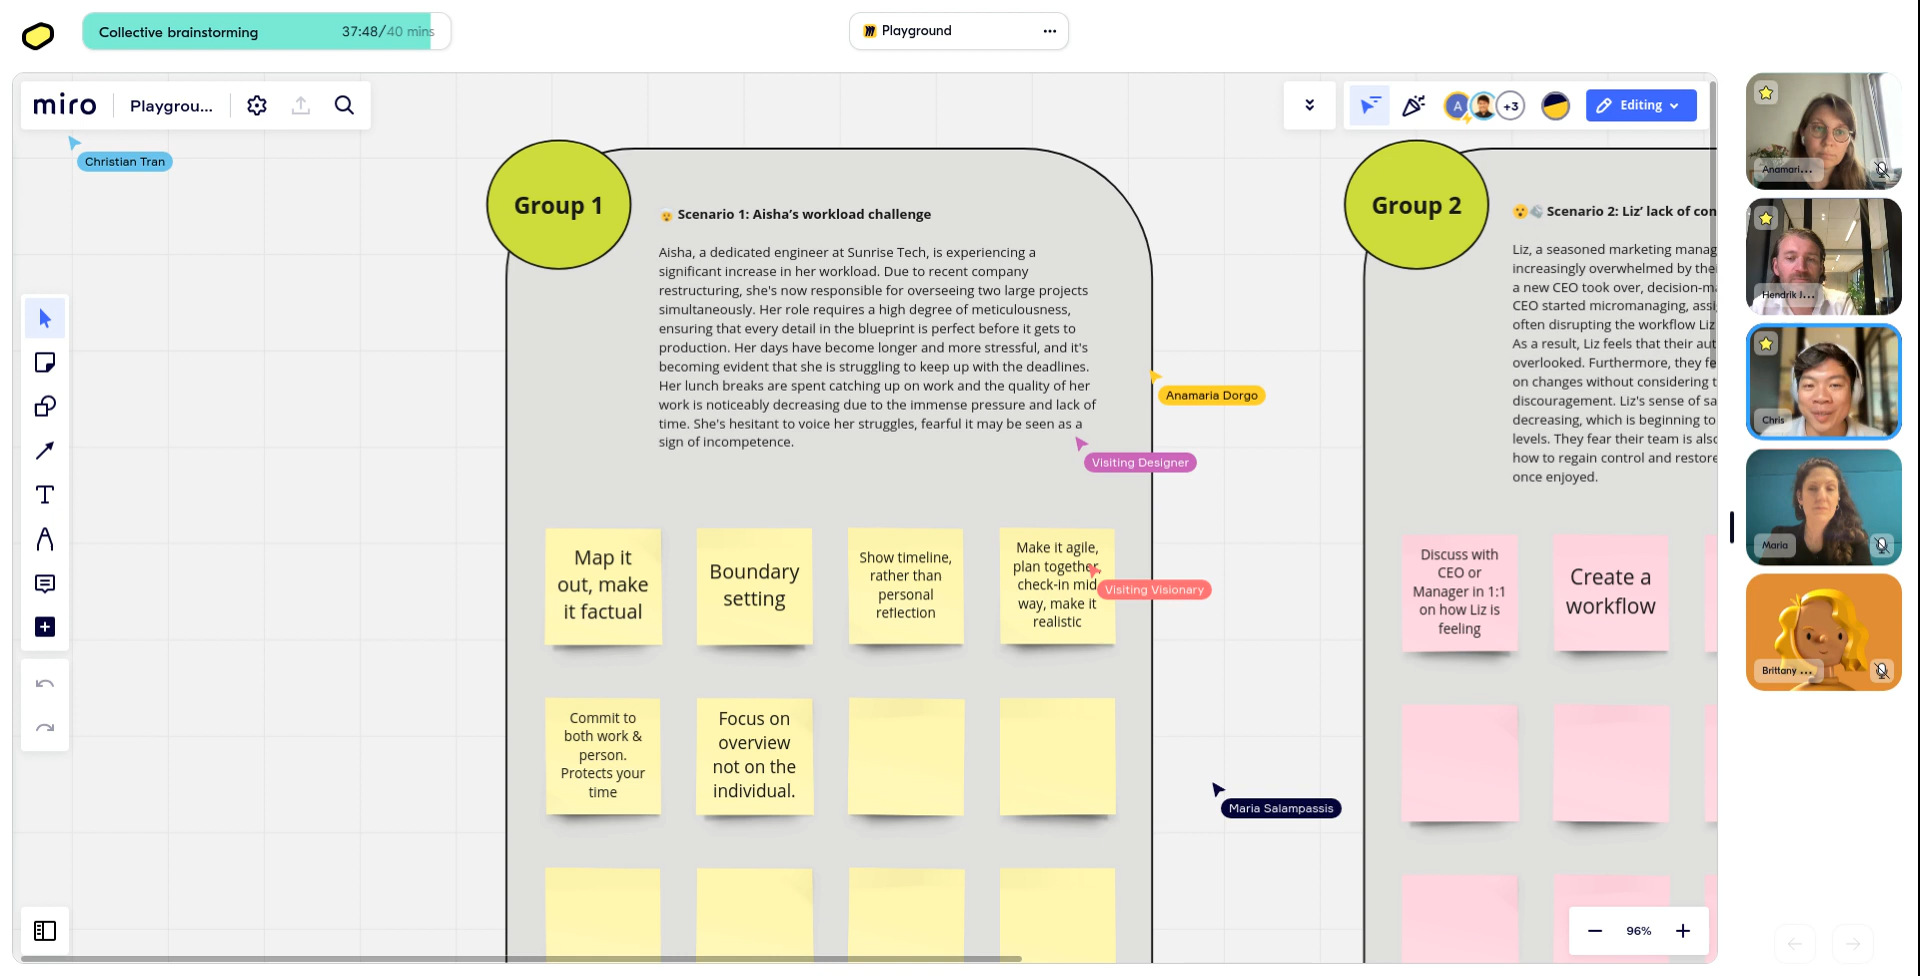 Collective brainstorming
37:48/40 mins
Playground
miro
Playgrou...
+3
A
Editing
Christian Tran
Group 1
Scenario 1: Aisha’s workload challenge
Aisha, a dedicated engineer at Sunrise Tech, is experiencing a
significant increase in her workload. Due to recent company
restructuring, she's now responsible for overseeing two large projects
simultaneously. Her role requires a high degree of meticulousness,
ensuring that every detail in the blueprint is perfect before it gets to
production. Her days have become longer and more stressful, and it's
becoming evident that she is struggling to keep up with the deadlines.
Her lunch breaks are spent catching up on work and the quality of her
work is noticeably decreasing due to the immense pressure and lack of
time. She's hesitant to voice her struggles, fearful it may be seen as a
sign of incompetence.
Anamaria Dorgo
Visiting Designer
Map it
out, make
it factual
Boundary
setting
Show timeline,
rather than
personal
reflection
Make it agile,
plan together,
check-in mid
way, make it
realistic
Visiting Visionary
Commit to
both work &
person.
Protects your
time
Focus on
overview
not on the
individual.
Maria Salampassis
Group 2
Scenario 2: Liz’ lack of con
Liz, a seasoned marketing manag
increasingly overwhelmed by the
a new CEO took over, decision-m
CEO started micromanaging, assi
often disrupting the workflow Liz
As a result, Liz feels that their aut
overlooked. Furthermore, they fe
on changes without considering t
discouragement. Liz's sense of sa
decreasing, which is beginning to
levels. They fear their team is also
how to regain control and restore
once enjoyed.
Discuss with
CEO or
Manager in 1:1
on how Liz is
feeling
Create a
workflow
96%
Anamari...
Hendrik J...
Chris
Maria
Brittany ...